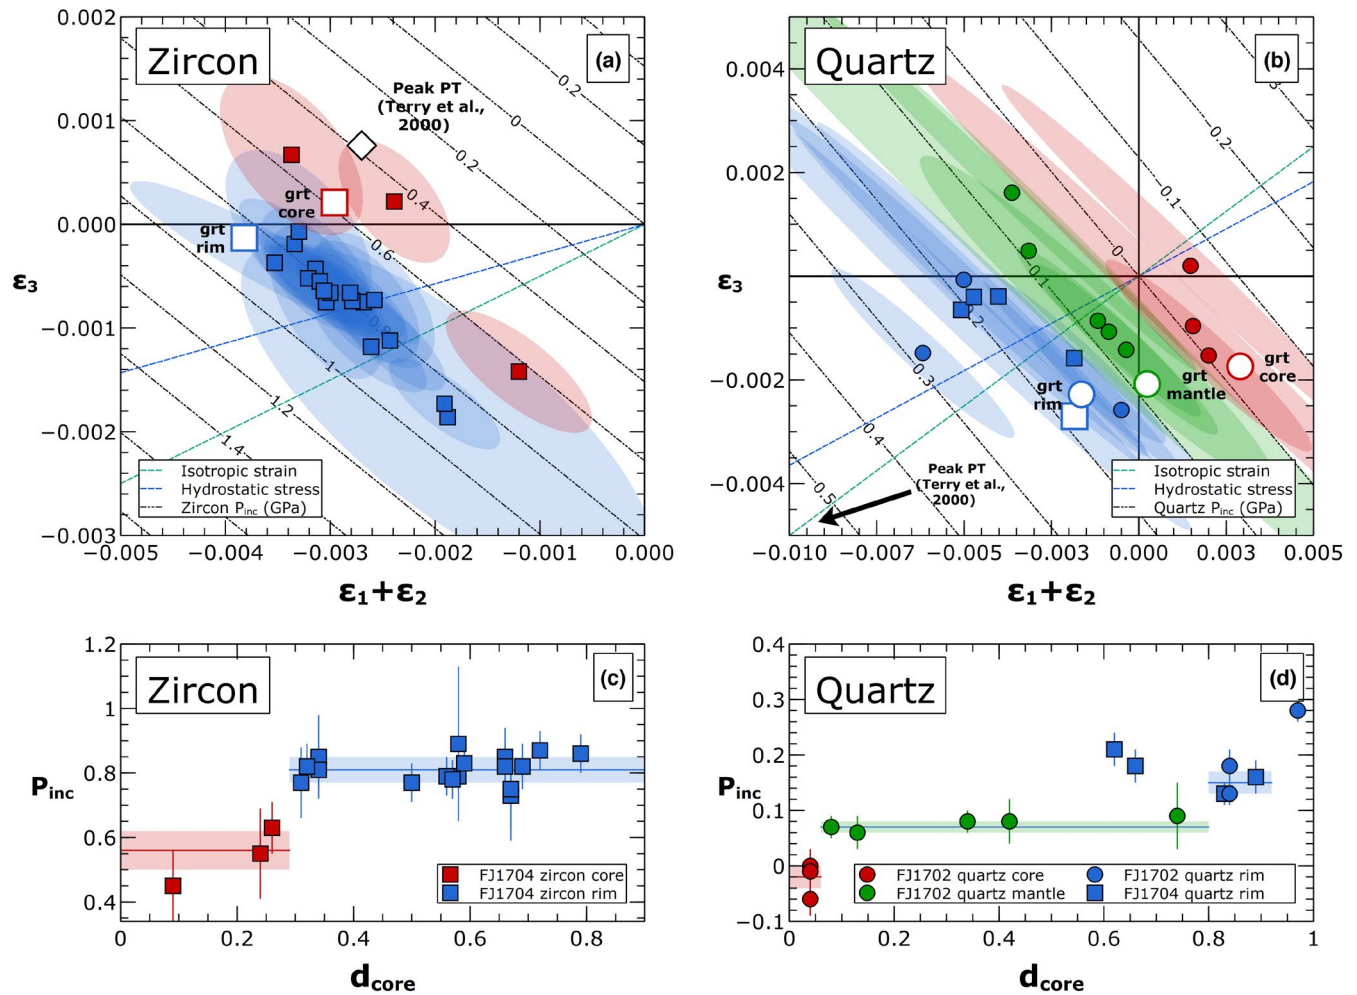 Zircon
(a)
0.002
0.001
0.000
−0.001
−0.002
−0.003
ε3
−0.005
−0.004
−0.003
−0.002
−0.001
0.000
ε1+ε2
Peak PT
(Terry et al.,
2000)
grt
core
grt
rim
0.2
0
0.2
0.4
0.6
0.8
1
1.2
1.4
Isotropic strain
Hydrostatic stress
Zircon Pinc (GPa)
Quartz
(b)
0.004
0.002
0.000
−0.002
−0.004
ε3
−0.010
−0.007
−0.005
−0.003
0.000
0.003
0.005
ε1+ε2
0.2
0.1
0
0.1
0.2
0.3
0.4
0.5
grt
core
grt
mantle
grt
rim
Peak PT
(Terry et al.,
2000)
Isotropic strain
Hydrostatic stress
Quartz Pinc (GPa)
Zircon
(c)
1.2
1
0.8
0.6
0.4
Pinc
0
0.2
0.4
0.6
0.8
dcore
FJ1704 zircon core
FJ1704 zircon rim
Quartz
(d)
0.4
0.3
0.2
0.1
0
−0.1
Pinc
0
0.2
0.4
0.6
0.8
1
dcore
FJ1702 quartz core
FJ1702 quartz rim
FJ1702 quartz mantle
FJ1704 quartz rim